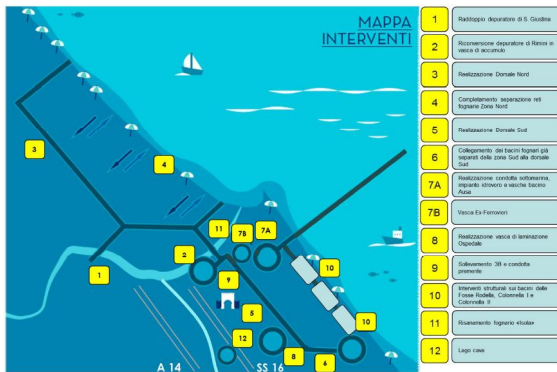 MAPPA
INTERVENTI
3
4
11
7B
7A
1
2
9
10
5
10
12
8
6
A 14
SS 16
1
Raddoppio depuratore di S. Giustina
2
Riconversione depuratore di Rimini in
vasca di accumulo
3
Realizzazione Dorsale Nord
4
Completamento separazione reti
fognarie Zona Nord
5
Realizzazione Dorsale Sud
6
Collegamento dei bacini fognari già
separati della zona Sud alla dorsale
Sud
7A
Realizzazione condotta sottomarina,
impianto idrovoro e vasche bacino
Ausa
7B
Vasca Ex-Ferrovieri
8
Realizzazione vasca di laminazione
Ospedale
9
Sollevamento 3B e condotta
premente
10
Interventi strutturali sui bacini delle
Fosse Rodella, Colonnella I e
Colonnella II
11
Risanamento fognario «Isola»
12
Lago cave